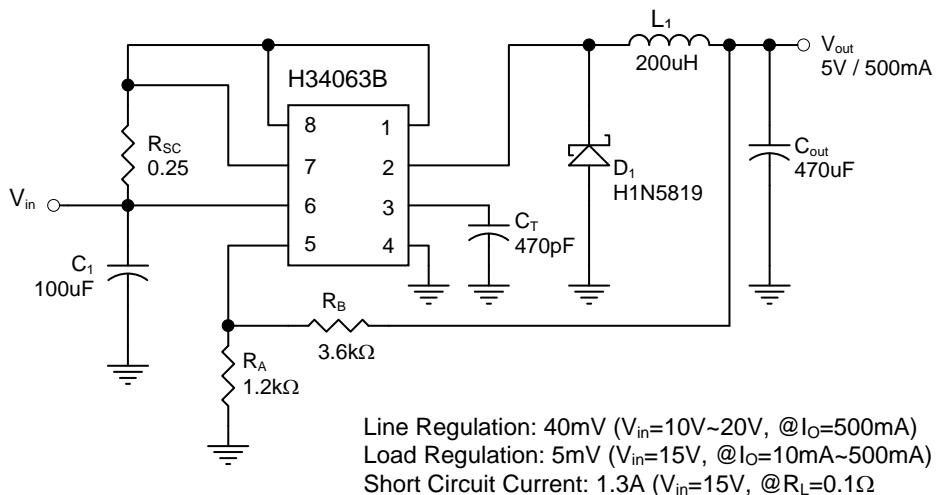 L₁
200uH
Vout
5V / 500mA
H34063B
8 1
7 2
6 3
5 4
RSC
0.25
Vin
C₁
100uF
CT
470pF
D₁
H1N5819
Cout
470uF
RB
3.6kΩ
RA
1.2kΩ
Line Regulation: 40mV (Vin=10V~20V, @IO=500mA)
Load Regulation: 5mV (Vin=15V, @IO=10mA~500mA)
Short Circuit Current: 1.3A (Vin=15V, @RL=0.1Ω